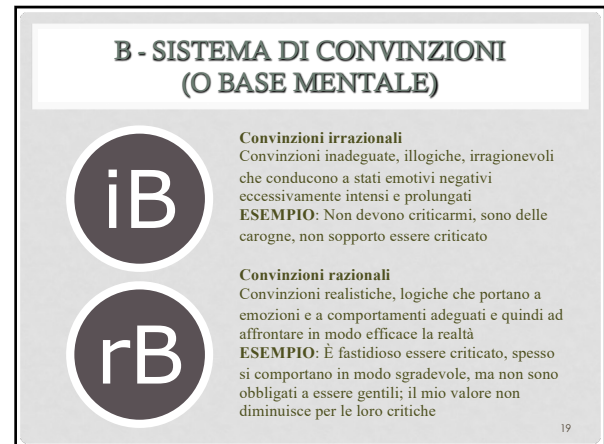 B - SISTEMA DI CONVINZIONI
(O BASE MENTALE)
iB
Convinzioni irrazionali
Convinzioni inadeguate, illogiche, irragionevoli
che conducono a stati emotivi negativi
eccessivamente intensi e prolungati
ESEMPIO: Non devono criticarmi, sono delle
carogne, non sopporto essere criticato
rB
Convinzioni razionali
Convinzioni realistiche, logiche che portano a
emozioni e a comportamenti adeguati e quindi ad
affrontare in modo efficace la realtà
ESEMPIO: È fastidioso essere criticato, spesso
si comportano in modo sgradevole, ma non sono
obbligati a essere gentili; il mio valore non
diminuisce per le loro critiche
19